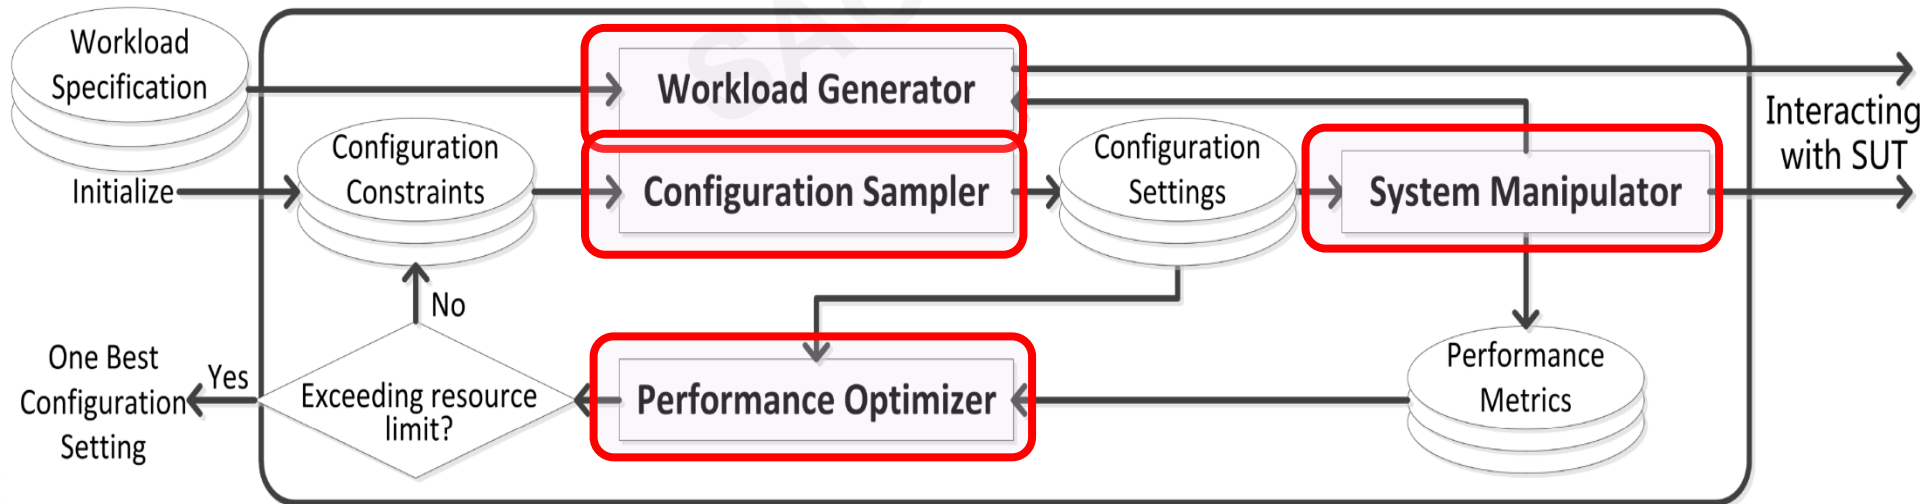 Workload
Specification
Workload Generator
Interacting
with SUT
Initialize
Configuration
Constraints
Configuration Sampler
Configuration
Settings
System Manipulator
No
One Best
Configuration
Setting
Yes
Exceeding resource
limit?
Performance Optimizer
Performance
Metrics